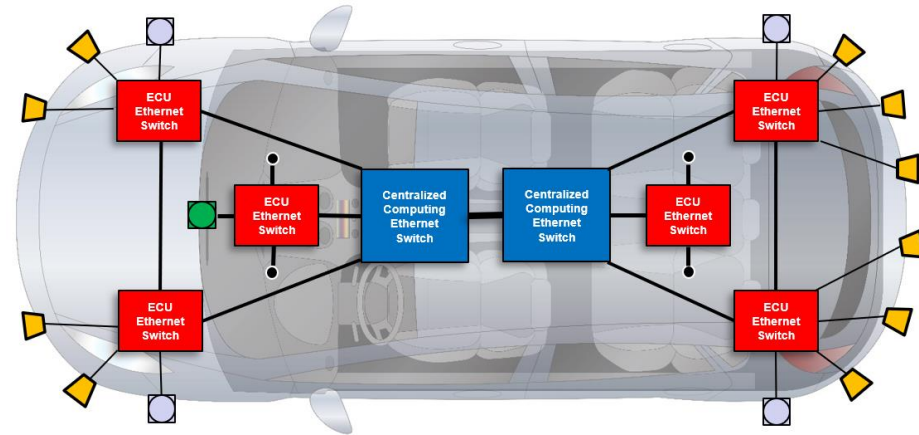 ECU
Ethernet
Switch
ECU
Ethernet
Switch
ECU
Ethernet
Switch
Centralized
Computing
Ethernet
Switch
Centralized
Computing
Ethernet
Switch
ECU
Ethernet
Switch
ECU
Ethernet
Switch
ECU
Ethernet
Switch